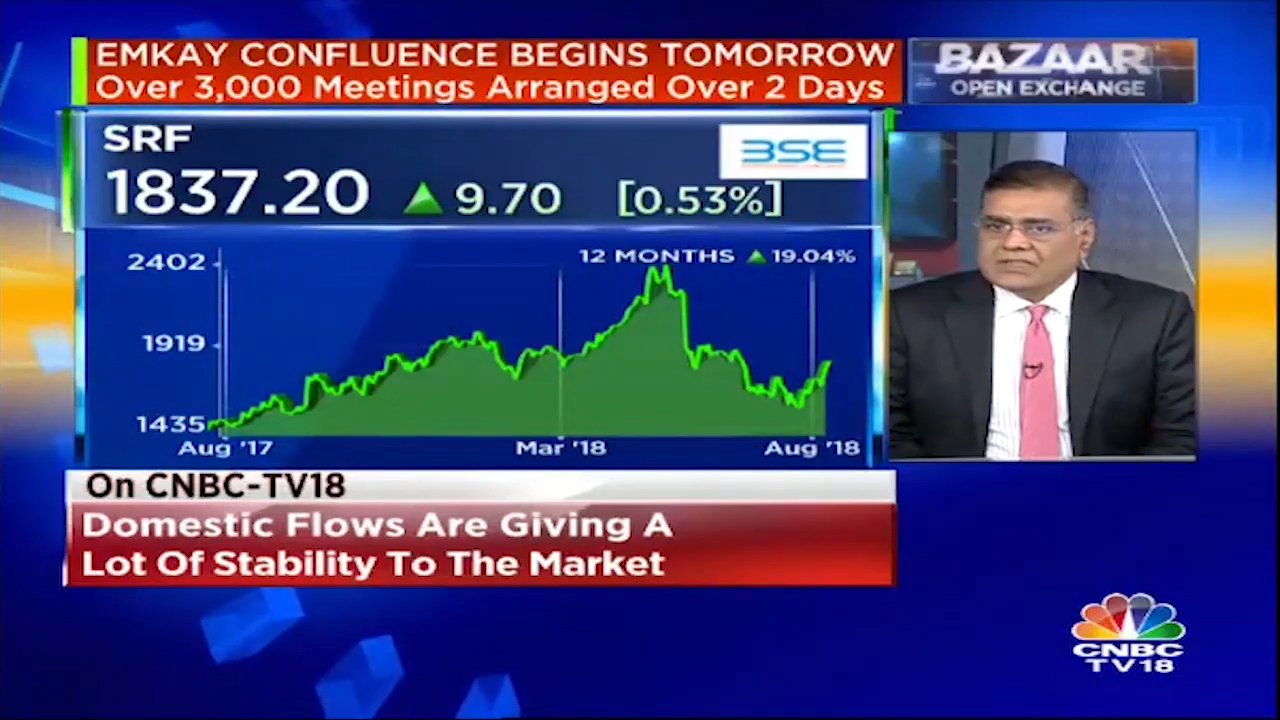 EMKAY CONFLUENCE BEGINS TOMORROW
Over 3,000 Meetings Arranged Over 2 Days
BAZAAR
OPEN EXCHANGE
SRF
BSE
1837.20 ▲ 9.70 [0.53%]
12 MONTHS ▲ 19.04%
2402
1919
1435
Aug '17 Mar '18 Aug '18
On CNBC-TV18
Domestic Flows Are Giving A
Lot Of Stability To The Market
CNBC
TV18